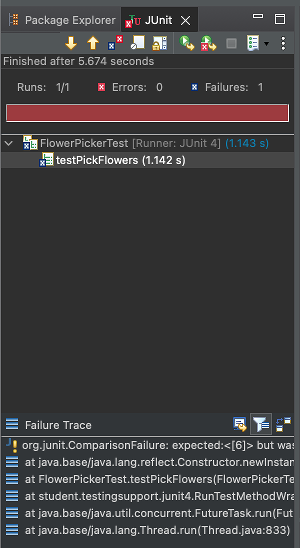 Package Explorer JUnit
Finished after 5.674 seconds
Runs: 1/1 Errors: 0 Failures: 1
FlowerPickerTest [Runner: JUnit 4] (1.143 s)
testPickFlowers (1.142 s)
Failure Trace
org.junit.ComparisonFailure: expected:<[6]> but was
at java.base/java.lang.reflect.Constructor.newInstan
at FlowerPickerTest.testPickFlowers(FlowerPickerTe
at student.testingsupport.junit4.RunTestMethodWra
at java.base/java.util.concurrent.FutureTask.run(Fut
at java.base/java.lang.Thread.run(Thread.java:833)